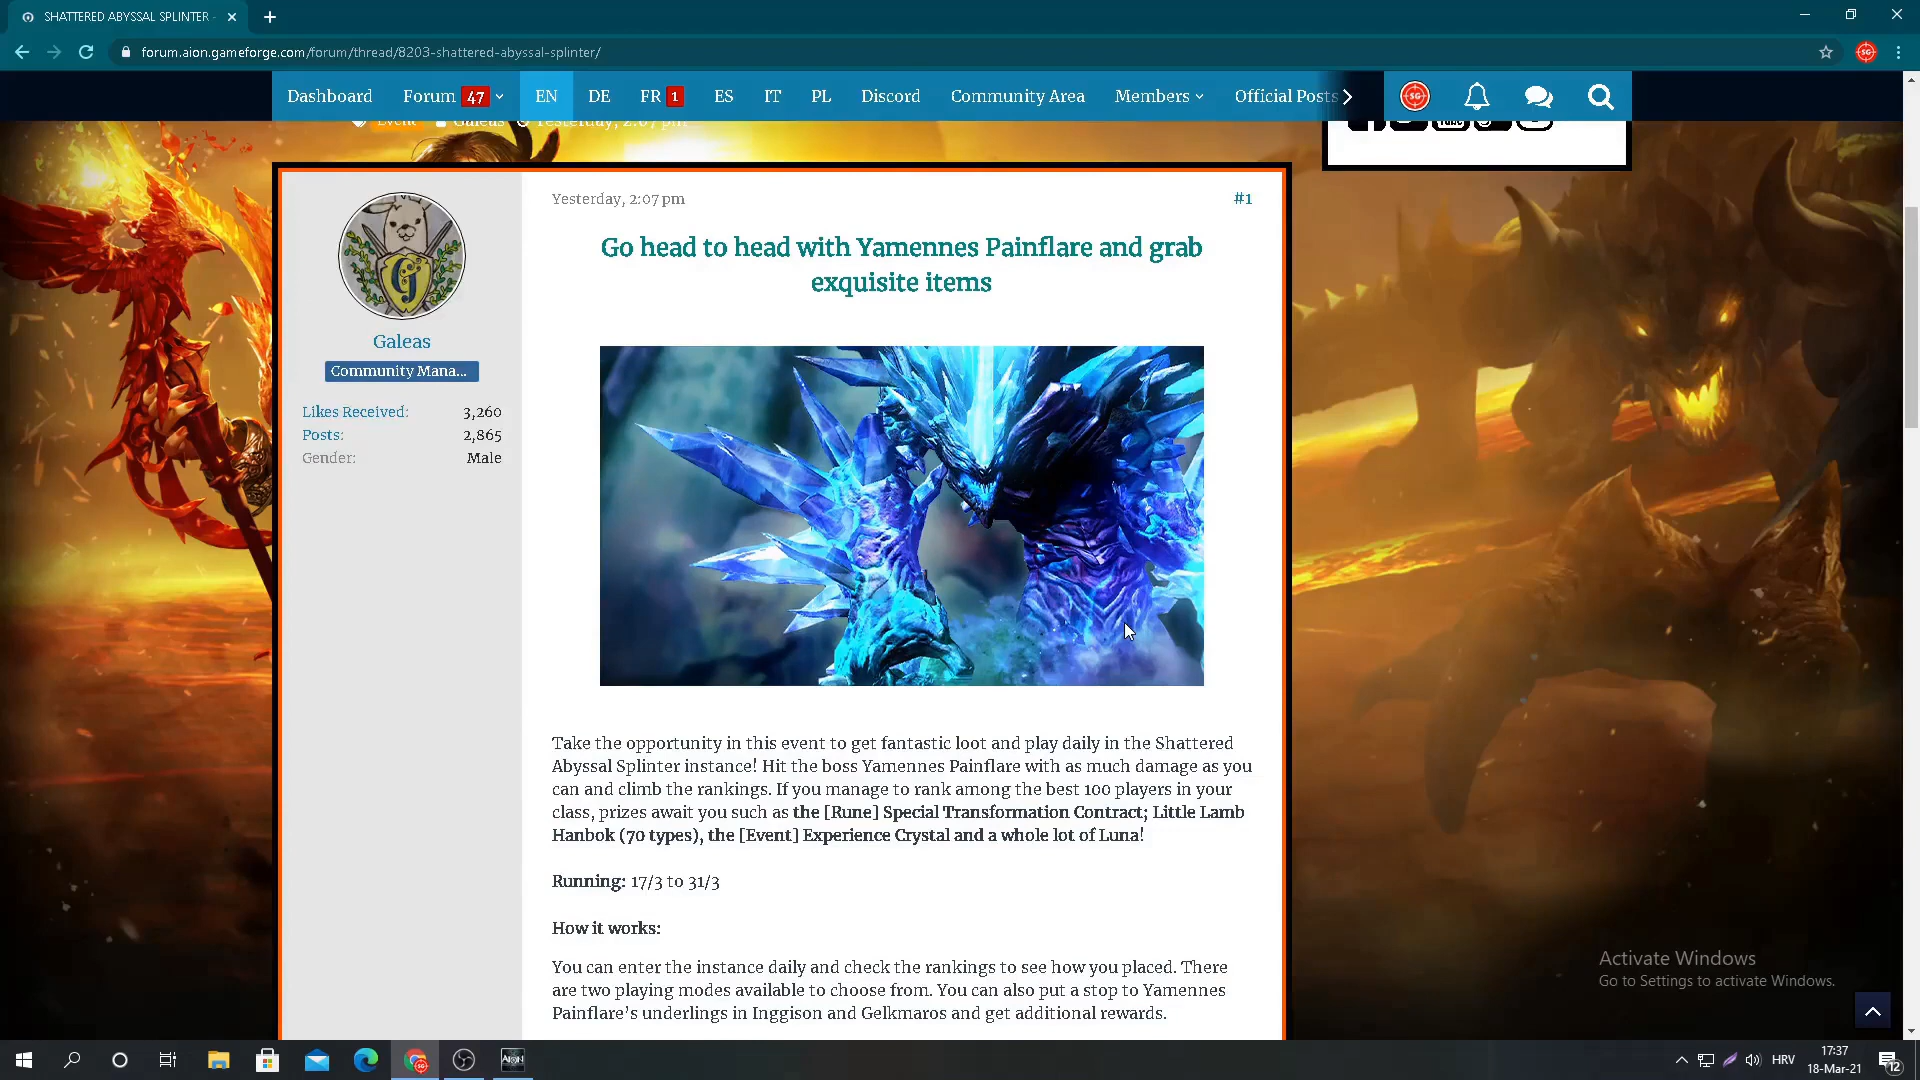 SHATTERED ABYSSAL SPLINTER -
forum.aion.gameforge.com/forum/thread/8203-shattered-abyssal-splinter/
Dashboard Forum 47 EN DE FR 1 ES IT PL Discord Community Area Members Official Posts
Event Galeas Yesterday, 2:07 pm
Yesterday, 2:07 pm #1
Go head to head with Yamennes Painflare and grab
exquisite items
G
Galeas
Community Mana...
Likes Received: 3,260
Posts: 2,865
Gender: Male
Take the opportunity in this event to get fantastic loot and play daily in the Shattered
Abyssal Splinter instance! Hit the boss Yamennes Painflare with as much damage as you
can and climb the rankings. If you manage to rank among the best 100 players in your
class, prizes await you such as the [Rune] Special Transformation Contract; Little Lamb
Hanbok (70 types), the [Event] Experience Crystal and a whole lot of Luna!
Running: 17/3 to 31/3
How it works:
You can enter the instance daily and check the rankings to see how you placed. There
are two playing modes available to choose from. You can also put a stop to Yamennes
Painflare's underlings in Inggison and Gelkmaros and get additional rewards.
Activate Windows
Go to Settings to activate Windows.
AION
HRV
17:37
18-Mar-21
12